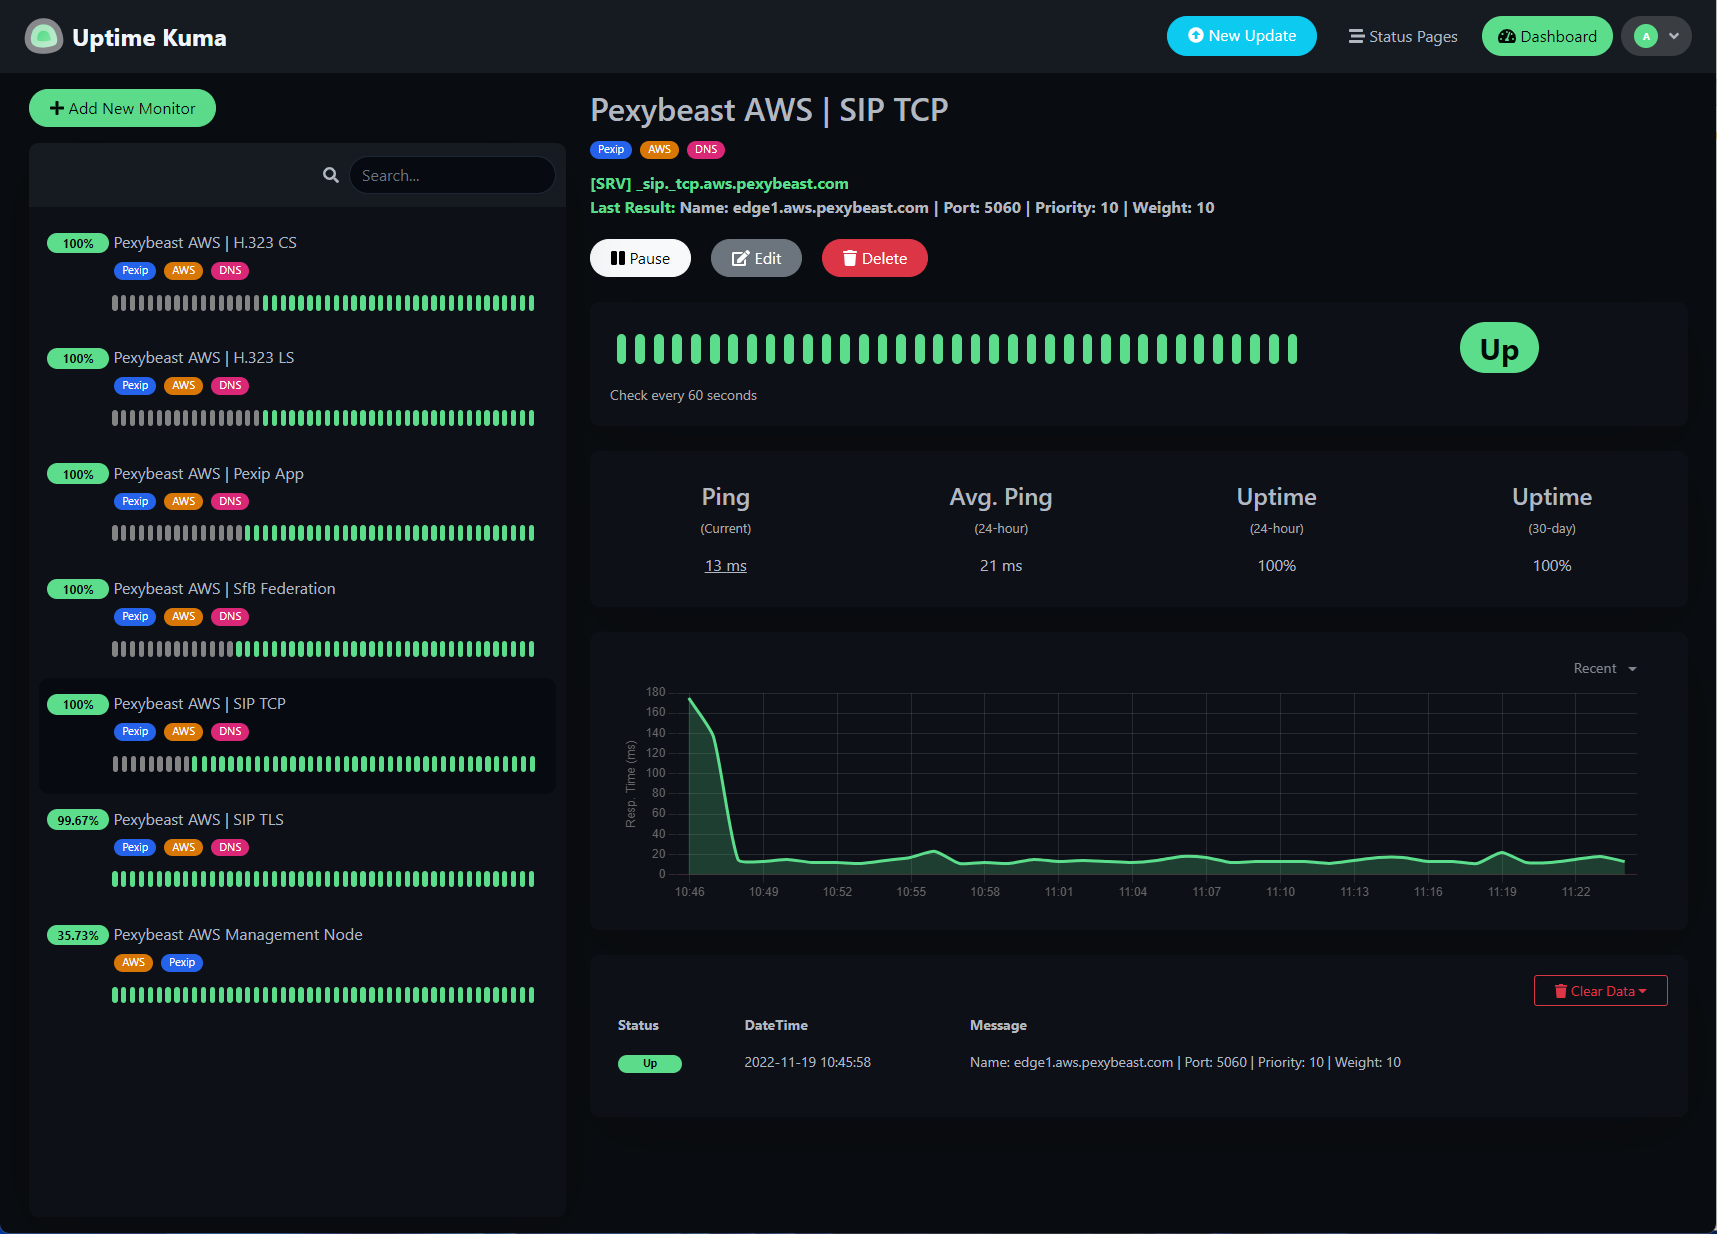 Uptime Kuma
New Update
Status Pages
Dashboard
A
Add New Monitor
Search...
100% Pexybeast AWS | H.323 CS
Pexip AWS DNS
100% Pexybeast AWS | H.323 LS
Pexip AWS DNS
100% Pexybeast AWS | Pexip App
Pexip AWS DNS
100% Pexybeast AWS | SfB Federation
Pexip AWS DNS
100% Pexybeast AWS | SIP TCP
Pexip AWS DNS
99.67% Pexybeast AWS | SIP TLS
Pexip AWS DNS
35.73% Pexybeast AWS Management Node
AWS Pexip
Pexybeast AWS | SIP TCP
Pexip AWS DNS
[SRV] _sip._tcp.aws.pexybeast.com
Last Result: Name: edge1.aws.pexybeast.com | Port: 5060 | Priority: 10 | Weight: 10
Pause Edit Delete
Up
Check every 60 seconds
Ping Avg. Ping Uptime Uptime
(Current) (24-hour) (24-hour) (30-day)
13 ms 21 ms 100% 100%
Recent
Resp. Time (ms)
180
160
140
120
100
80
60
40
20
0
10:46 10:49 10:52 10:55 10:58 11:01 11:04 11:07 11:10 11:13 11:16 11:19 11:22
Clear Data
Status DateTime Message
Up 2022-11-19 10:45:58 Name: edge1.aws.pexybeast.com | Port: 5060 | Priority: 10 | Weight: 10